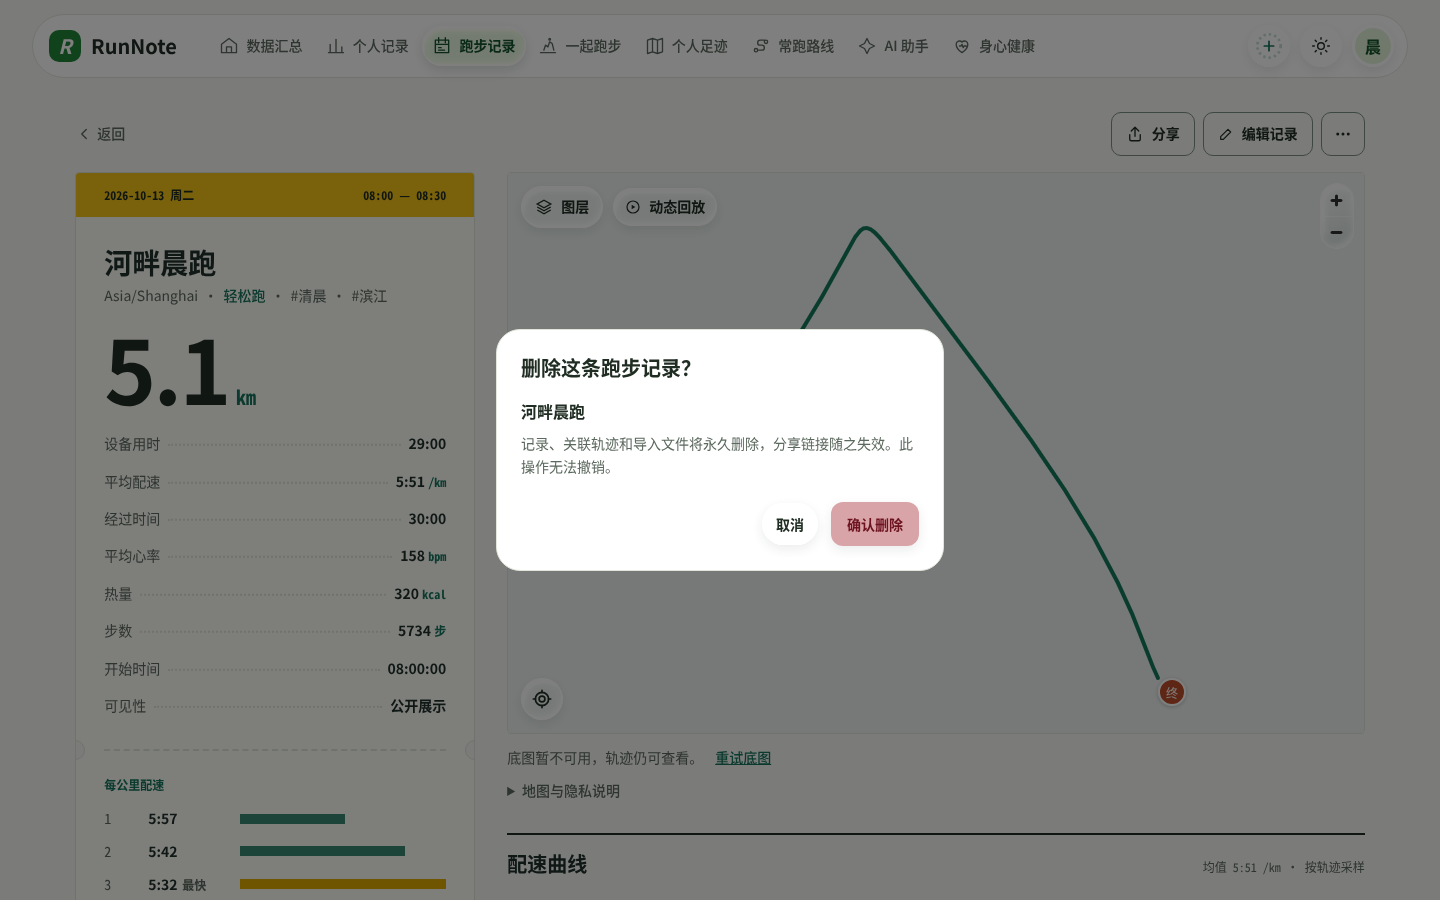 R RunNote 数据汇总 个人记录 跑步记录 一起跑步 个人足迹 常跑路线 AI 助手 身心健康 晨
返回 分享 编辑记录
2026-10-13 周二 08:00 — 08:30
图层 动态回放
河畔晨跑
Asia/Shanghai • 轻松跑 • #清晨 • #滨江
5.1 km
设备用时 29:00
平均配速 5:51 /km
经过时间 30:00
平均心率 158 bpm
热量 320 kcal
步数 5734 步
开始时间 08:00:00
可见性 公开展示
每公里配速
1 5:57
2 5:42
3 5:32 最快
删除这条跑步记录？
河畔晨跑
记录、关联轨迹和导入文件将永久删除，分享链接随之失效。此
操作无法撤销。
取消 确认删除
终
底图暂不可用，轨迹仍可查看。 重试底图
地图与隐私说明
配速曲线 均值 5:51 /km • 按轨迹采样